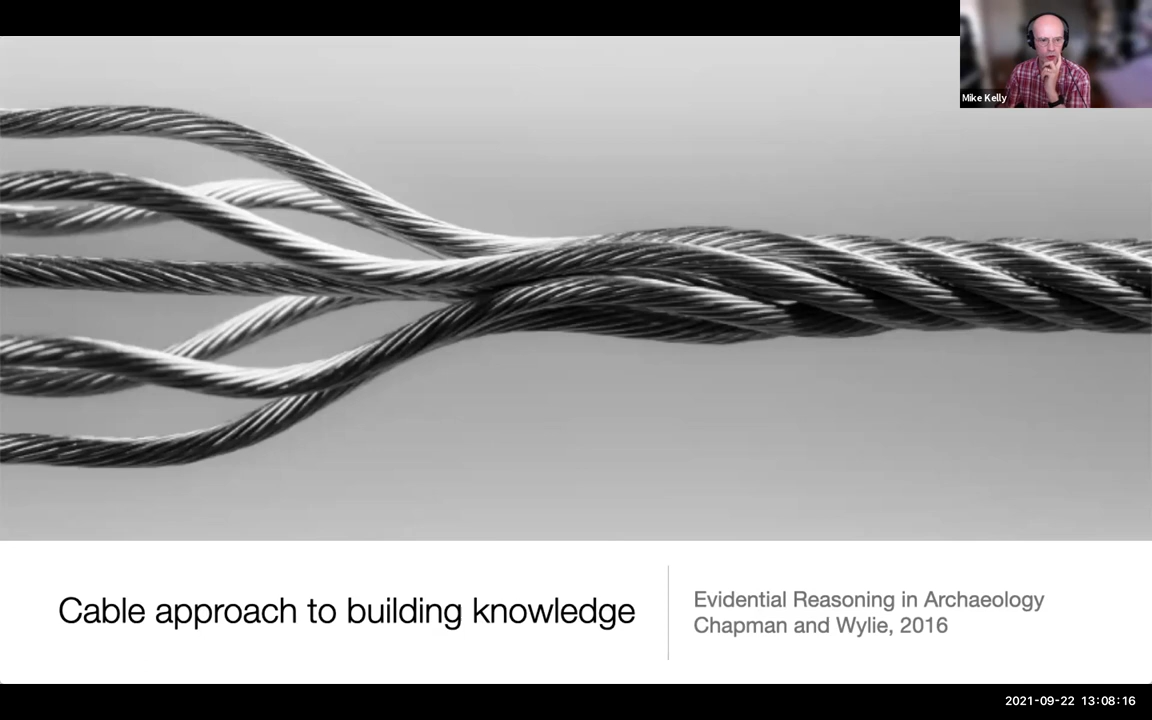 Mike Kelly
Cable approach to building knowledge
Evidential Reasoning in Archaeology
Chapman and Wylie, 2016
2021-09-22 13:08:16